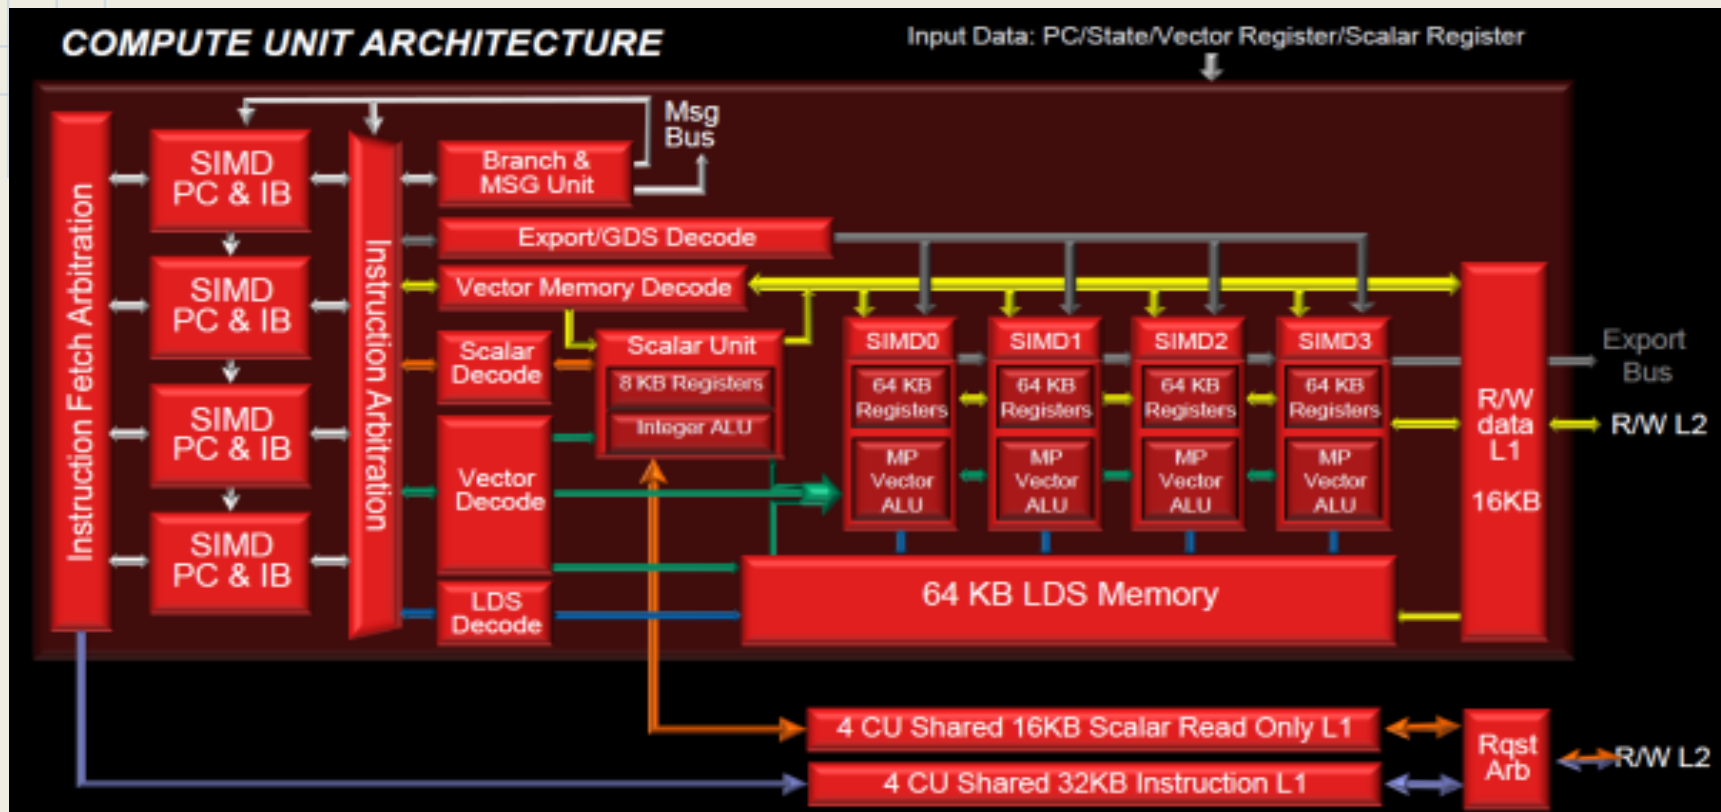 COMPUTE UNIT ARCHITECTURE
Input Data: PC/State/Vector Register/Scalar Register
Msg
Bus
Instruction Fetch Arbitration
SIMD
PC & IB
SIMD
PC & IB
SIMD
PC & IB
SIMD
PC & IB
Instruction Arbitration
Branch &
MSG Unit
Export/GDS Decode
Vector Memory Decode
Scalar
Decode
Scalar Unit
8 KB Registers
Integer ALU
Vector
Decode
LDS
Decode
SIMD0
64 KB
Registers
MP
Vector
ALU
SIMD1
64 KB
Registers
MP
Vector
ALU
SIMD2
64 KB
Registers
MP
Vector
ALU
SIMD3
64 KB
Registers
MP
Vector
ALU
64 KB LDS Memory
R/W
data
L1
16KB
Export
Bus
R/W L2
4 CU Shared 16KB Scalar Read Only L1
4 CU Shared 32KB Instruction L1
Rqst
Arb
R/W L2